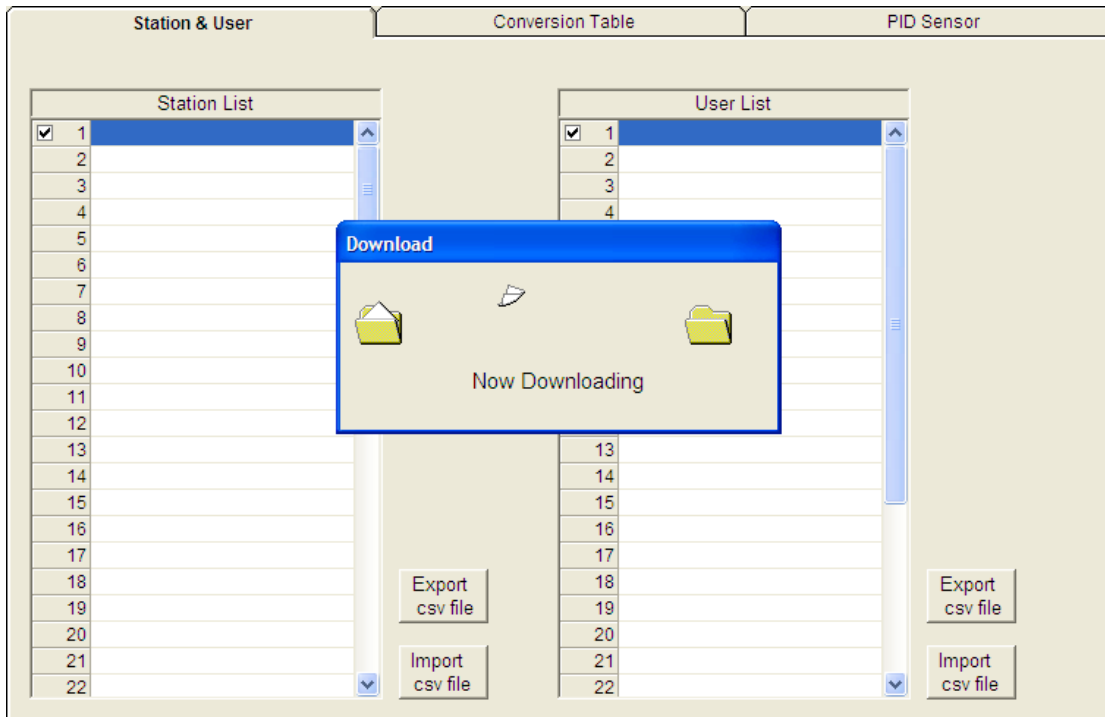 Station & User
Conversion Table
PID Sensor
Station List
1
2
3
4
5
6
7
8
9
10
11
12
13
14
15
16
17
18
19
20
21
22
Export
csv file
Import
csv file
User List
1
2
3
4
13
14
15
16
17
18
19
20
21
22
Export
csv file
Import
csv file
Download
Now Downloading